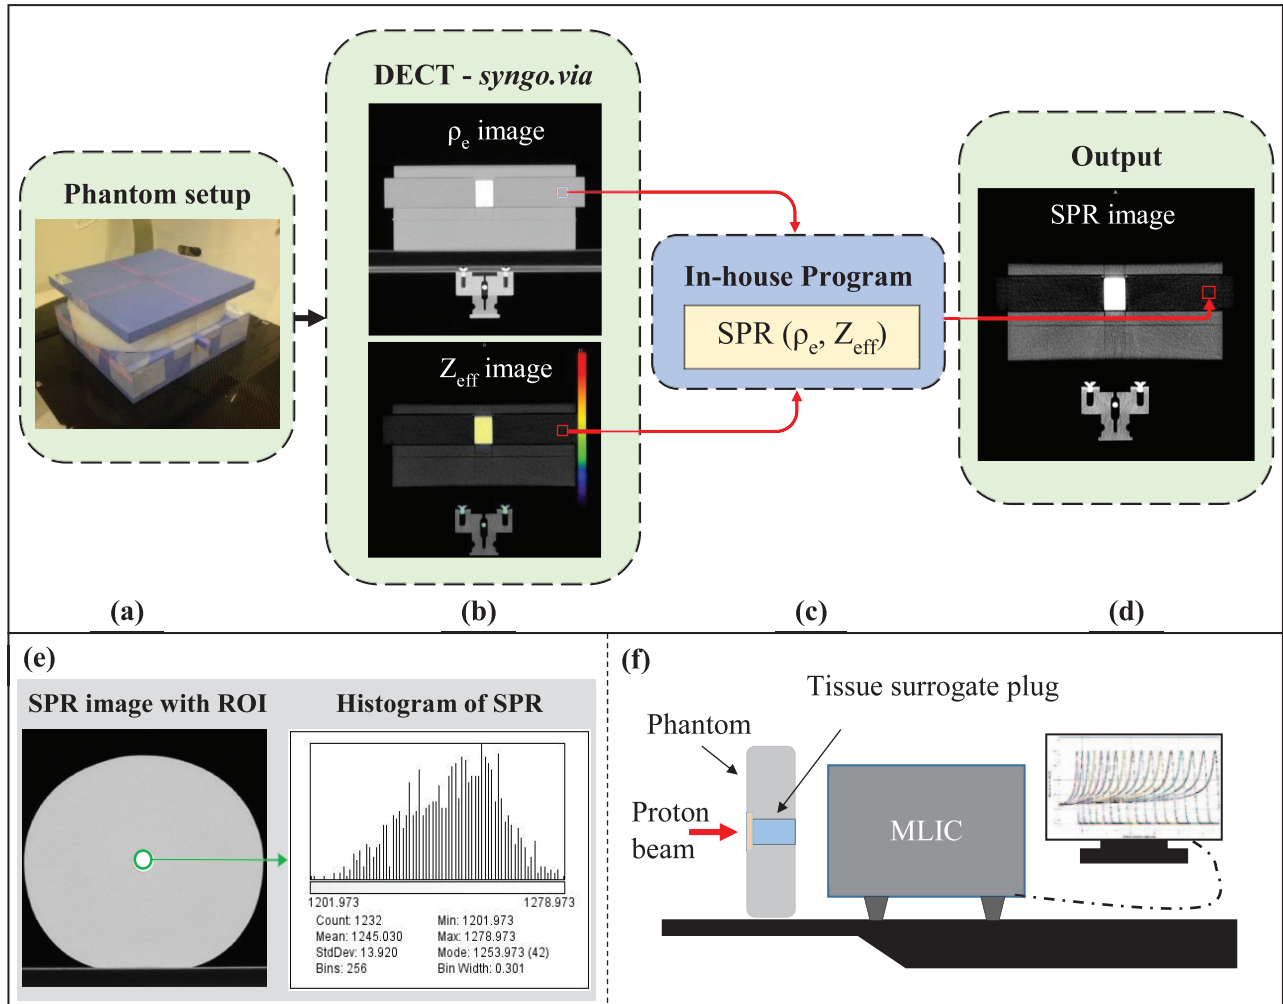 Phantom setup
DECT - syngo.via
ρe image
Zeff image
In-house Program
SPR (ρe, Zeff)
Output
SPR image
(a)
(b)
(c)
(d)
(e)
SPR image with ROI
Histogram of SPR
1201.973
1278.973
Count: 1232
Min: 1201.973
Mean: 1245.030
Max: 1278.973
StdDev: 13.920
Mode: 1253.973 (42)
Bins: 256
Bin Width: 0.301
(f)
Tissue surrogate plug
Phantom
Proton
beam
MLIC